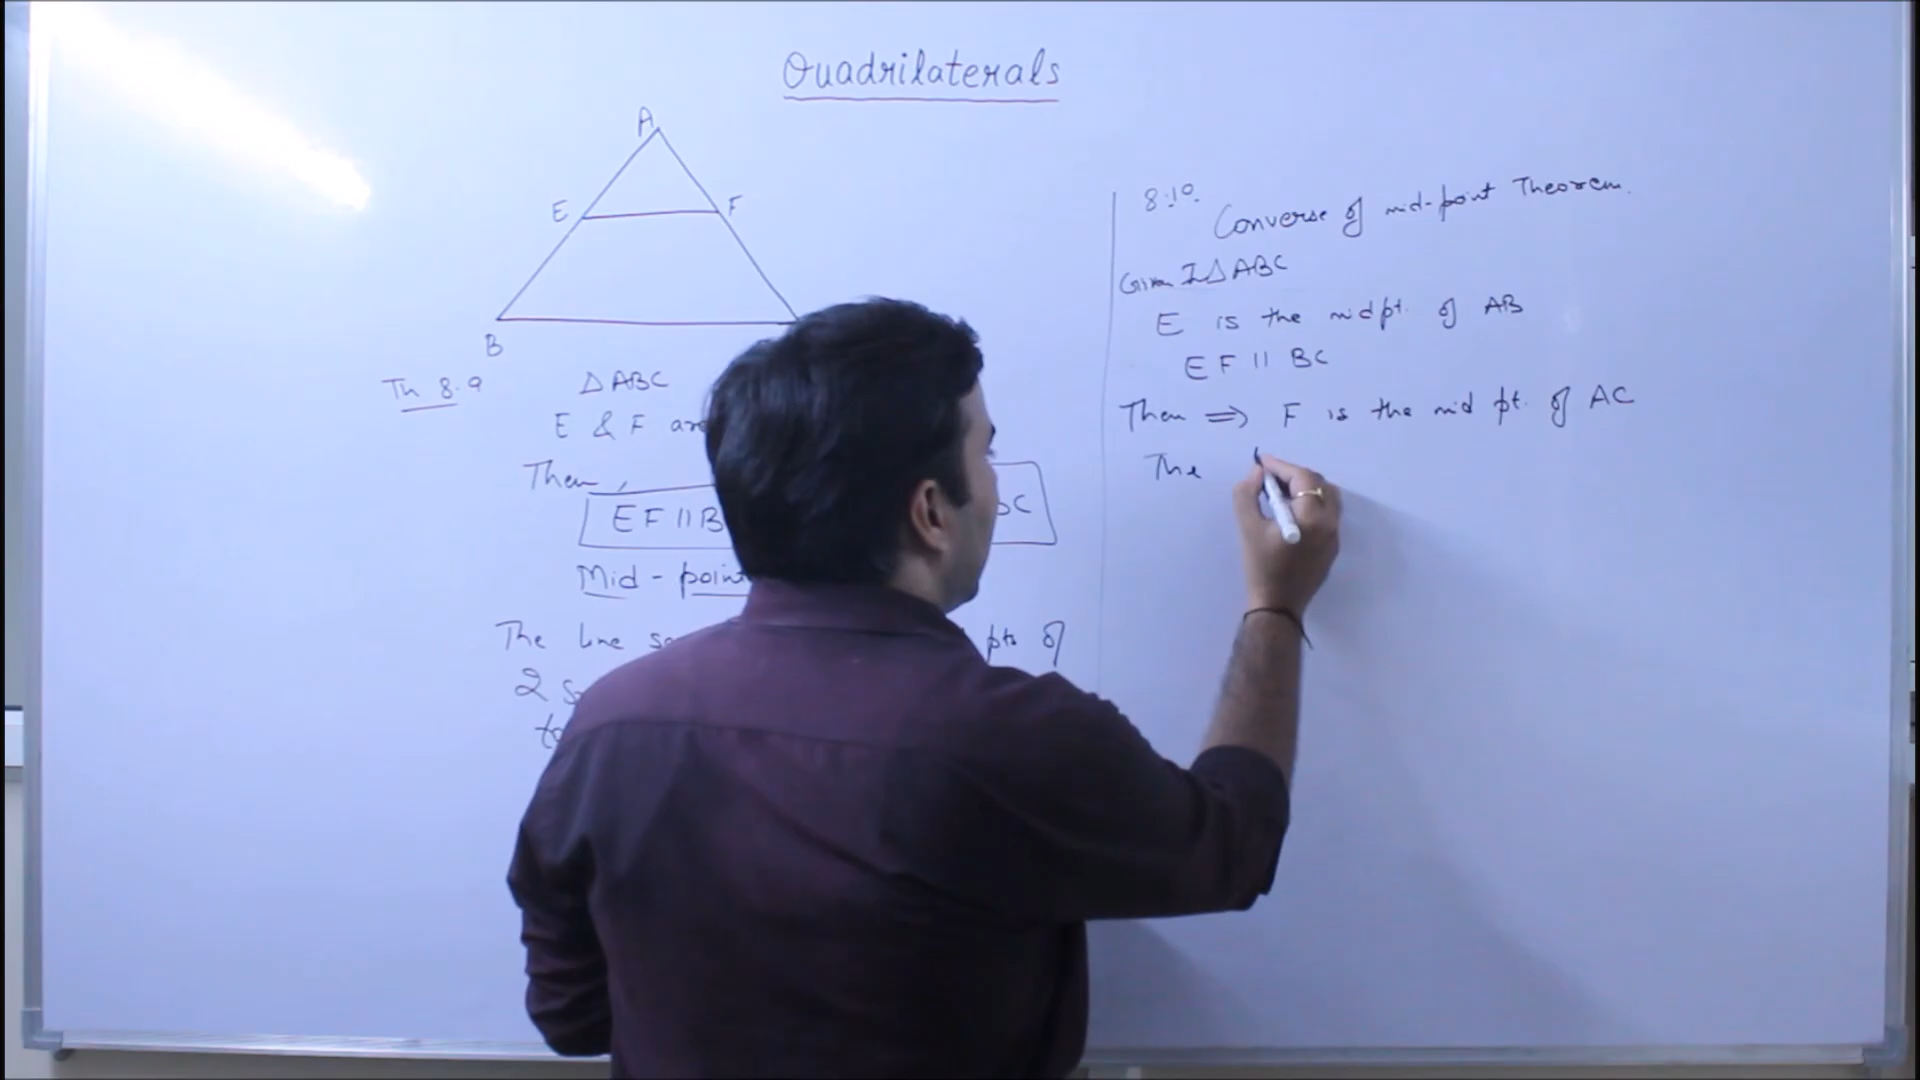 Quadrilaterals
A
E
F
B
Th 8.9
△ABC
E & F are
Then,
EF || B
C
Mid - point
The line
pts of
2
to
8.10.
Converse of mid-point Theorem.
Given In △ABC
E is the mid pt. of AB
EF || BC
Then ⇒ F is the mid pt. of AC
The